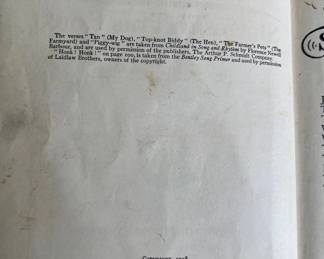 The verses "Tan" (My Dog), "Top-knot Biddy" (The Hen), "The Farmer's Pets" (The
Farmyard) and "Piggy-wig" are taken from Childland in Song and Rhythm by Florence Newell
Barbour, and are used by permission of the publishers, The Arthur P. Schmidt Company.
"Honk! Honk!" on page 100, is taken from the Bentley Song Primer and used by permission
of Laidlaw Brothers, owners of the copyright.